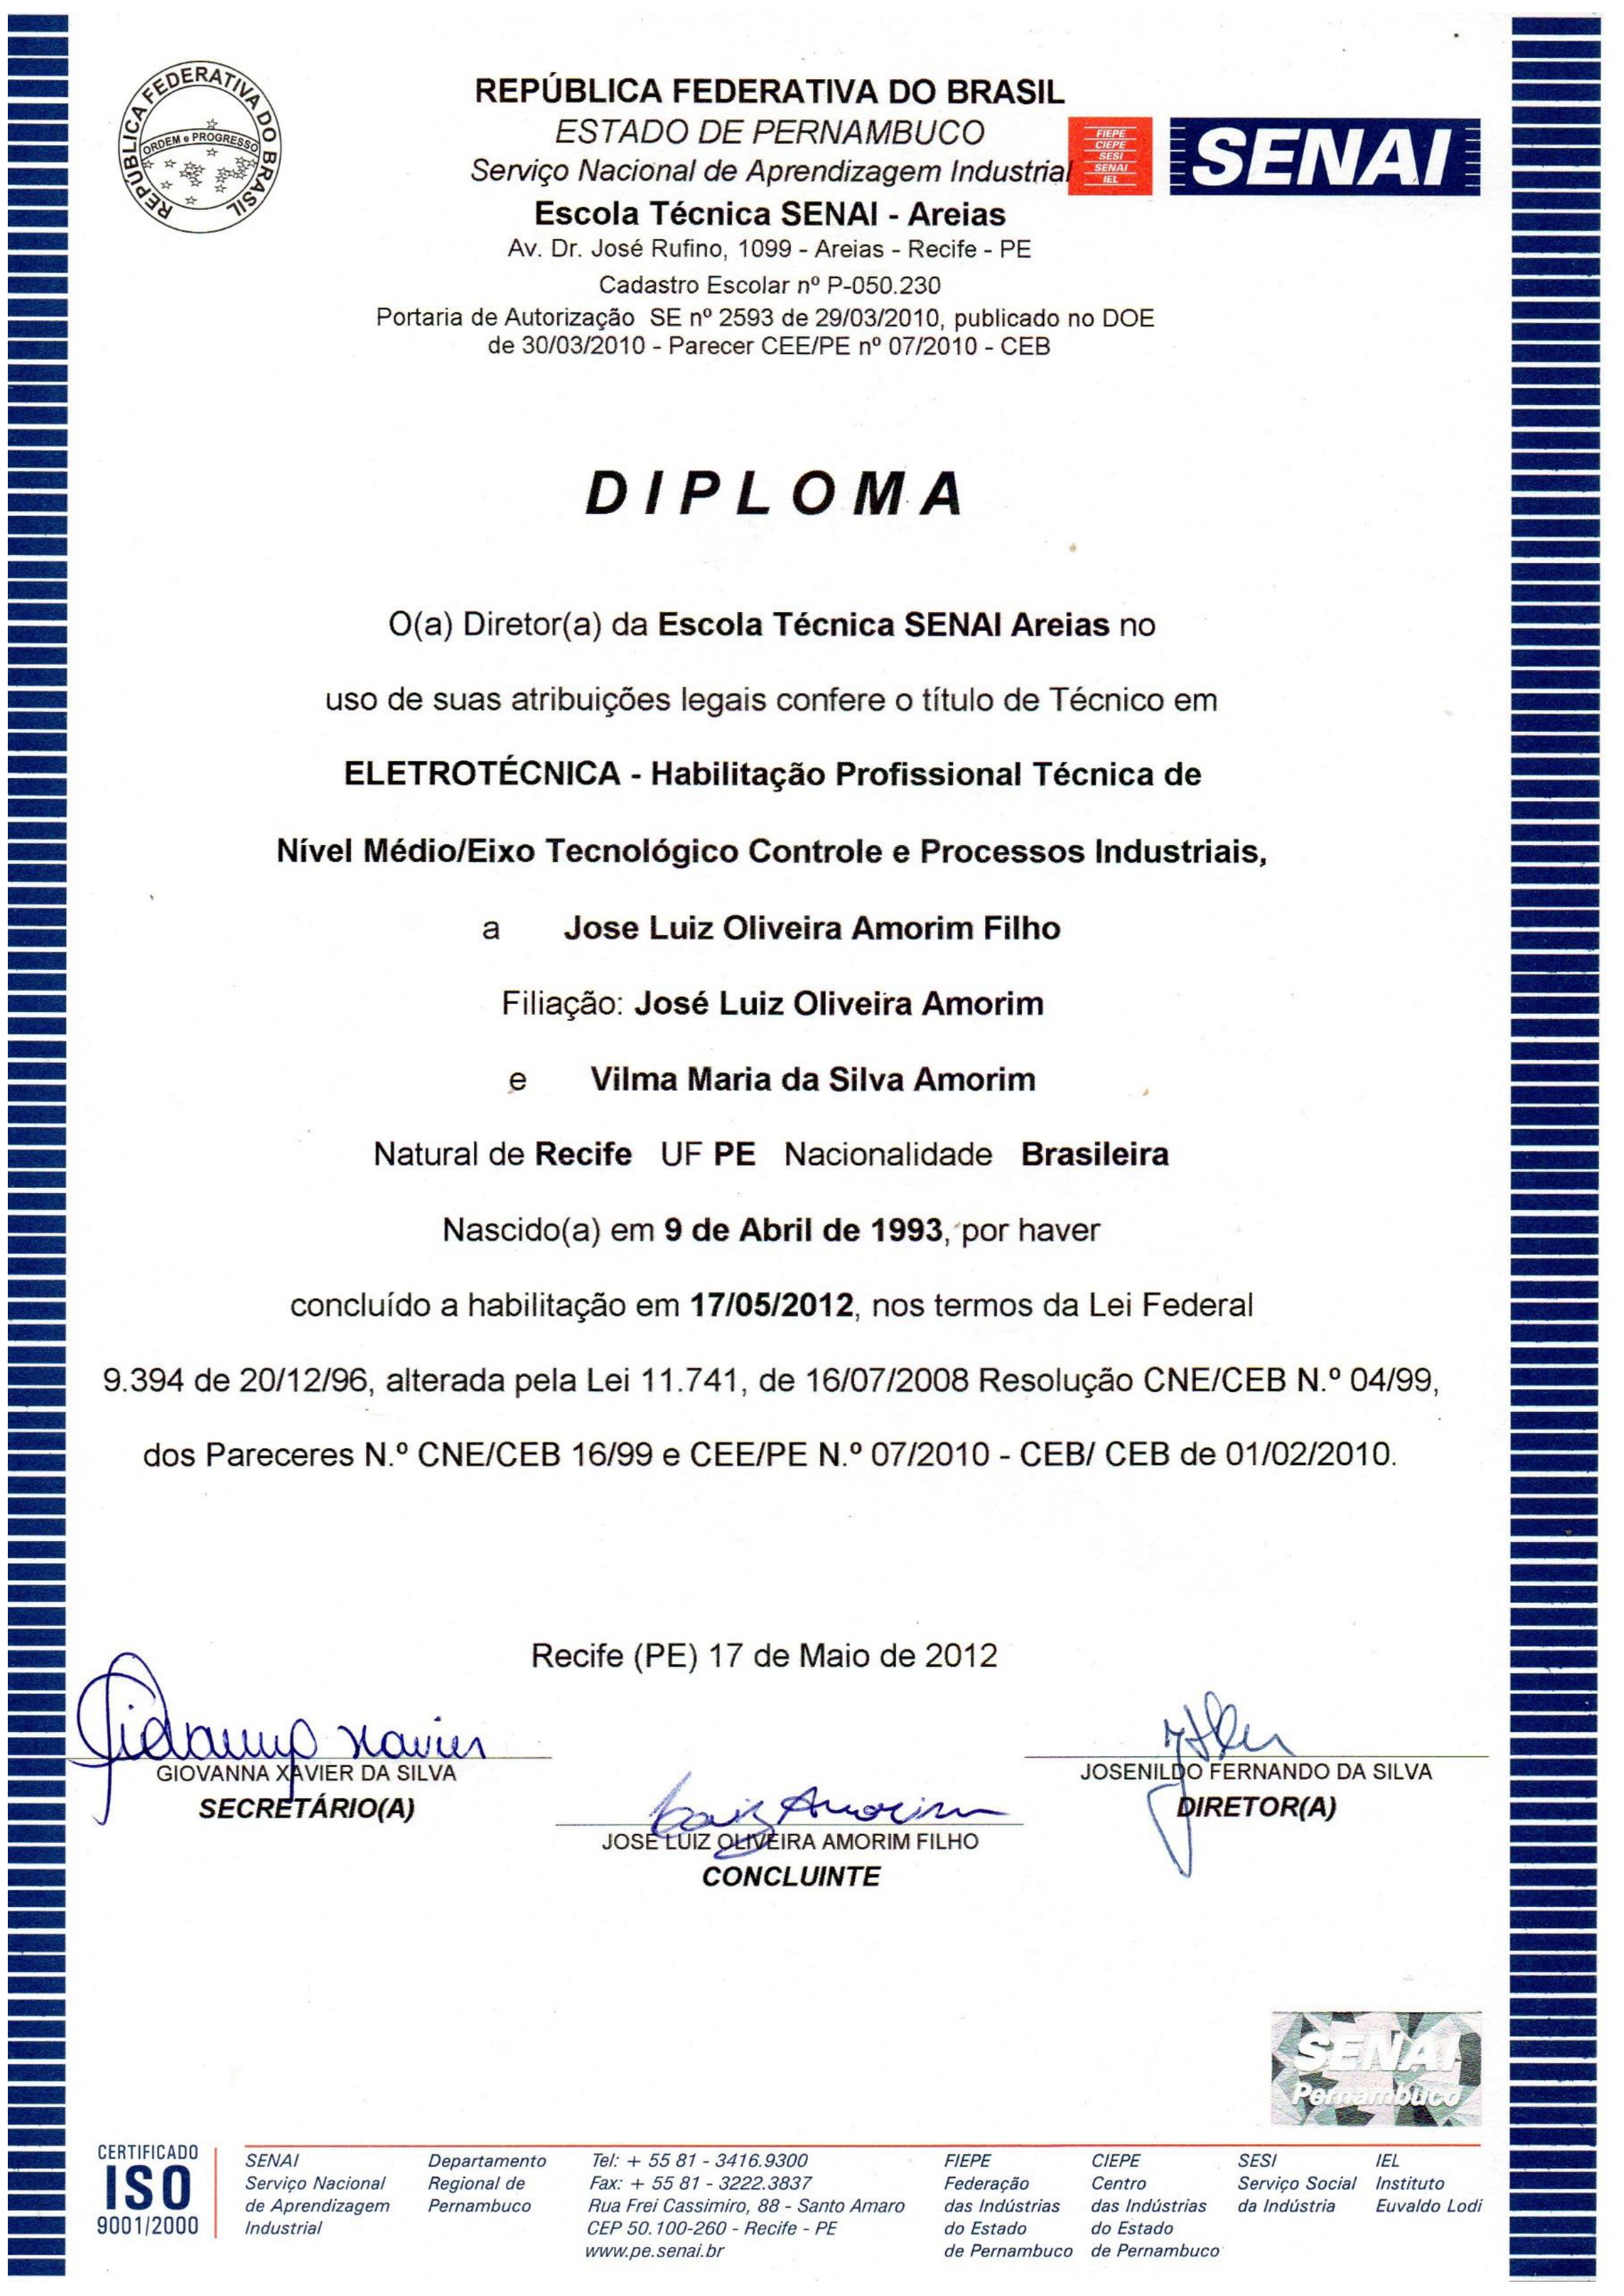 REPÚBLICA FEDERATIVA DO BRASIL
ORDEM e PROGRESSO
REPÚBLICA FEDERATIVA DO BRASIL
ESTADO DE PERNAMBUCO
Serviço Nacional de Aprendizagem Industrial
Escola Técnica SENAI - Areias
Av. Dr. José Rufino, 1099 - Areias - Recife - PE
Cadastro Escolar nº P-050.230
Portaria de Autorização SE nº 2593 de 29/03/2010, publicado no DOE
de 30/03/2010 - Parecer CEE/PE nº 07/2010 - CEB
FIEPE
CIEPE
SESI
SENAI
IEL
SENAI
DIPLOMA
O(a) Diretor(a) da Escola Técnica SENAI Areias no
uso de suas atribuições legais confere o título de Técnico em
ELETROTÉCNICA - Habilitação Profissional Técnica de
Nível Médio/Eixo Tecnológico Controle e Processos Industriais,
a Jose Luiz Oliveira Amorim Filho
Filiação: José Luiz Oliveira Amorim
e Vilma Maria da Silva Amorim
Natural de Recife UF PE Nacionalidade Brasileira
Nascido(a) em 9 de Abril de 1993, por haver
concluído a habilitação em 17/05/2012, nos termos da Lei Federal
9.394 de 20/12/96, alterada pela Lei 11.741, de 16/07/2008 Resolução CNE/CEB N.º 04/99,
dos Pareceres N.º CNE/CEB 16/99 e CEE/PE N.º 07/2010 - CEB/ CEB de 01/02/2010.
Recife (PE) 17 de Maio de 2012
Giovanna Xavier
GIOVANNA XAVIER DA SILVA
SECRETÁRIO(A)
Luiz Amorim
JOSE LUIZ OLIVEIRA AMORIM FILHO
CONCLUINTE
JOSENILDO FERNANDO DA SILVA
DIRETOR(A)
SENAI
Pernambuco
CERTIFICADO
ISO
9001/2000
SENAI
Serviço Nacional
de Aprendizagem
Industrial
Departamento
Regional de
Pernambuco
Tel: + 55 81 - 3416.9300
Fax: + 55 81 - 3222.3837
Rua Frei Cassimiro, 88 - Santo Amaro
CEP 50.100-260 - Recife - PE
www.pe.senai.br
FIEPE
Federação
das Indústrias
do Estado
de Pernambuco
CIEPE
Centro
das Indústrias
do Estado
de Pernambuco
SESI
Serviço Social
da Indústria
IEL
Instituto
Euvaldo Lodi